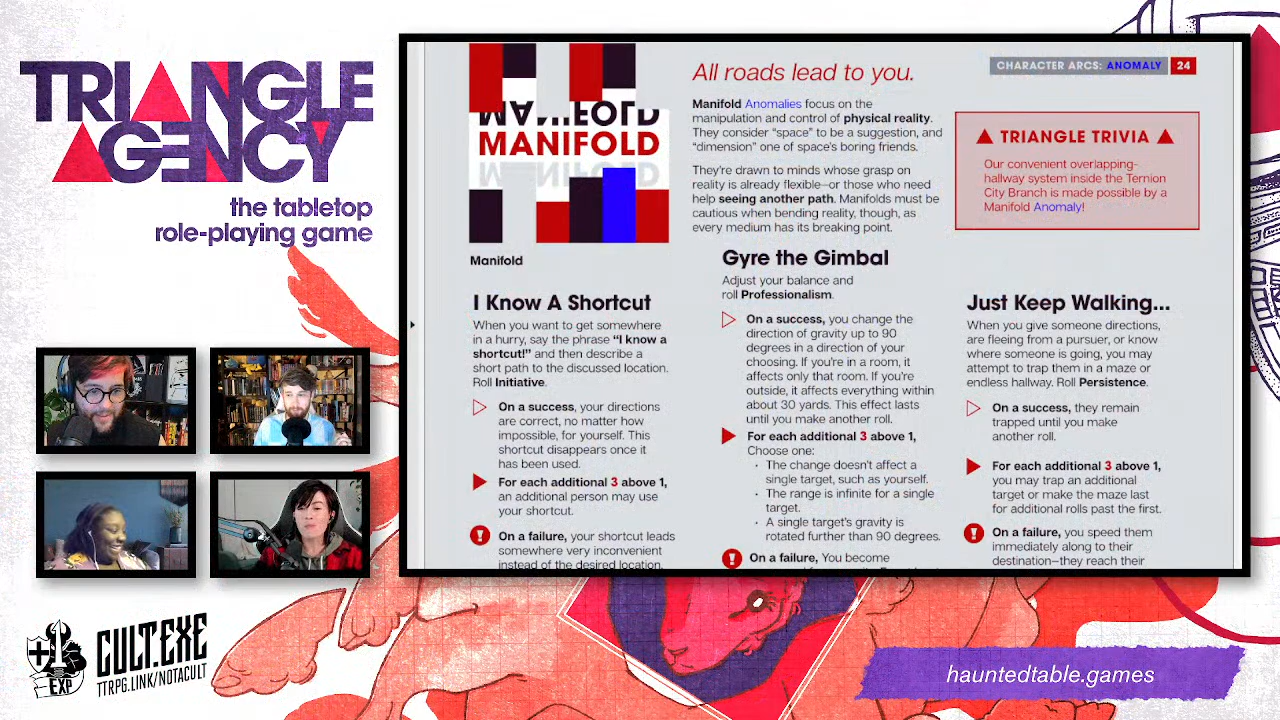 TRIANGLE
AGENCY
the tabletop
role-playing game
+1
EXP
CULT.EXE
TTRPG.LINK/NOTACULT
MANIFOLD
MANIFOLD
MANIFOLD
Manifold
All roads lead to you.
Manifold Anomalies focus on the
manipulation and control of physical reality.
They consider “space” to be a suggestion, and
“dimension” one of space’s boring friends.
They’re drawn to minds whose grasp on
reality is already flexible—or those who need
help seeing another path. Manifolds must be
cautious when bending reality, though, as
every medium has its breaking point.
CHARACTER ARCS: ANOMALY 24
TRIANGLE TRIVIA
Our convenient overlapping-
hallway system inside the Ternion
City Branch is made possible by a
Manifold Anomaly!
I Know A Shortcut
When you want to get somewhere
in a hurry, say the phrase “I know a
shortcut!” and then describe a
short path to the discussed location.
Roll Initiative.
On a success, your directions
are correct, no matter how
impossible, for yourself. This
shortcut disappears once it
has been used.
For each additional 3 above 1,
an additional person may use
your shortcut.
On a failure, your shortcut leads
somewhere very inconvenient
instead of the desired location.
Gyre the Gimbal
Adjust your balance and
roll Professionalism.
On a success, you change the
direction of gravity up to 90
degrees in a direction of your
choosing. If you’re in a room, it
affects only that room. If you’re
outside, it affects everything within
about 30 yards. This effect lasts
until you make another roll.
For each additional 3 above 1,
Choose one:
· The change doesn’t affect a
single target, such as yourself.
· The range is infinite for a single
target.
· A single target’s gravity is
rotated further than 90 degrees.
On a failure, You become
Just Keep Walking...
When you give someone directions,
are fleeing from a pursuer, or know
where someone is going, you may
attempt to trap them in a maze or
endless hallway. Roll Persistence.
On a success, they remain
trapped until you make
another roll.
For each additional 3 above 1,
you may trap an additional
target or make the maze last
for additional rolls past the first.
On a failure, you speed them
immediately along to their
destination—they reach their
hauntedtable.games